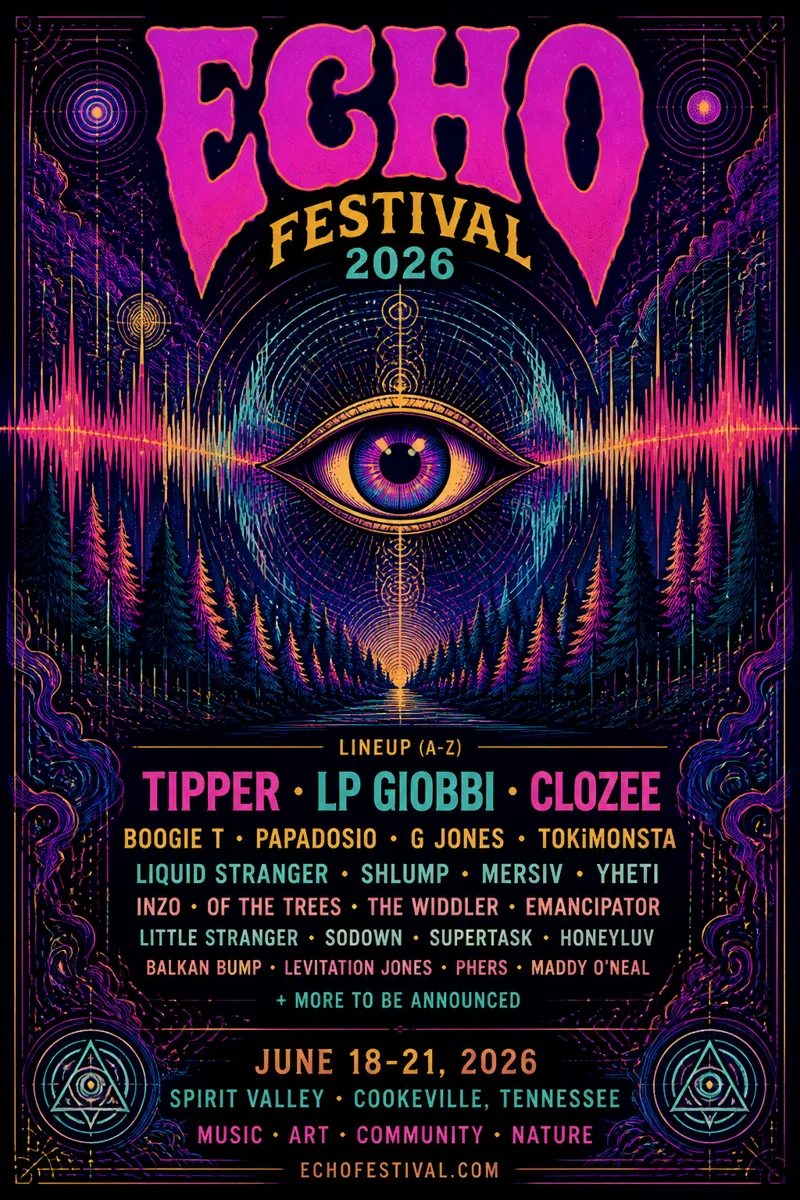 ECHO
FESTIVAL
2026
LINEUP (A-Z)
TIPPER · LP GIOBBI · CLOZEE
BOOGIE T · PAPADOSIO · G JONES · TOKiMONSTA
LIQUID STRANGER · SHLUMP · MERSIV · YHETI
INZO · OF THE TREES · THE WIDDLER · EMANCIPATOR
LITTLE STRANGER · SODOWN · SUPERTASK · HONEYLUV
BALKAN BUMP · LEVITATION JONES · PHERS · MADDY O'NEAL
+ MORE TO BE ANNOUNCED
JUNE 18-21, 2026
SPIRIT VALLEY · COOKEVILLE, TENNESSEE
MUSIC · ART · COMMUNITY · NATURE
ECHOFESTIVAL.COM